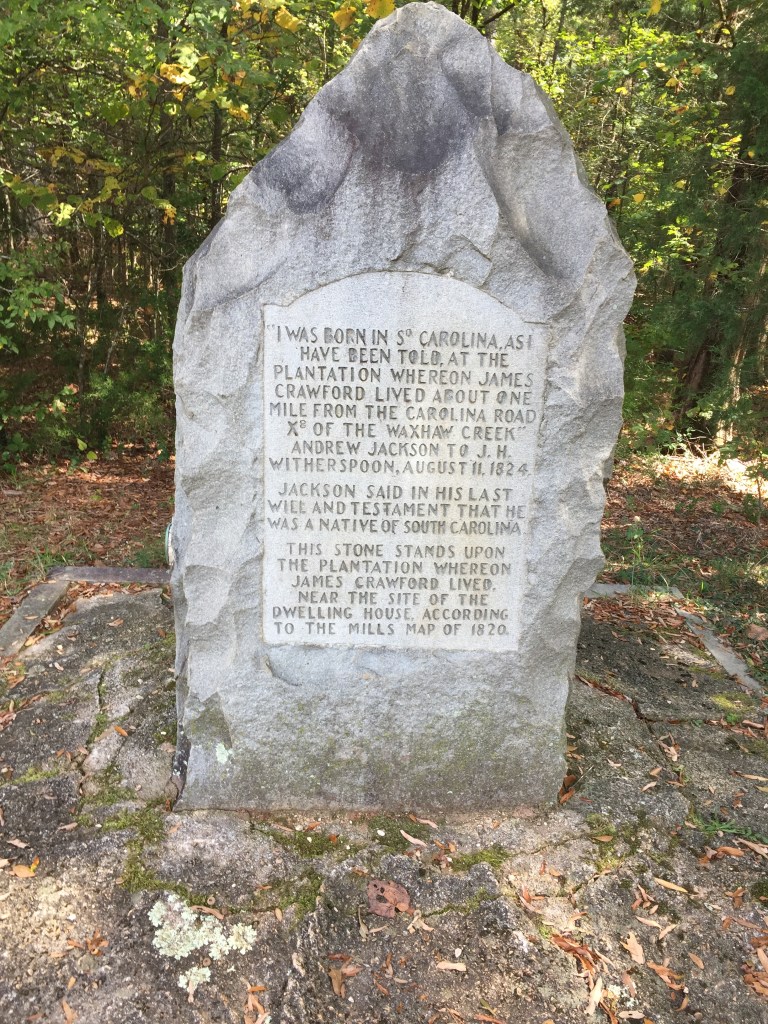 "I WAS BORN IN Sº CAROLINA, AS I
HAVE BEEN TOLD, AT THE
PLANTATION WHEREON JAMES
CRAWFORD LIVED ABOUT ONE
MILE FROM THE CAROLINA ROAD
Xᴳ OF THE WAXHAW CREEK"
ANDREW JACKSON TO J. H.
WITHERSPOON, AUGUST 11, 1824.
JACKSON SAID IN HIS LAST
WILL AND TESTAMENT THAT HE
WAS A NATIVE OF SOUTH CAROLINA
THIS STONE STANDS UPON
THE PLANTATION WHEREON
JAMES CRAWFORD LIVED,
NEAR THE SITE OF THE
DWELLING HOUSE, ACCORDING
TO THE MILLS MAP OF 1820.